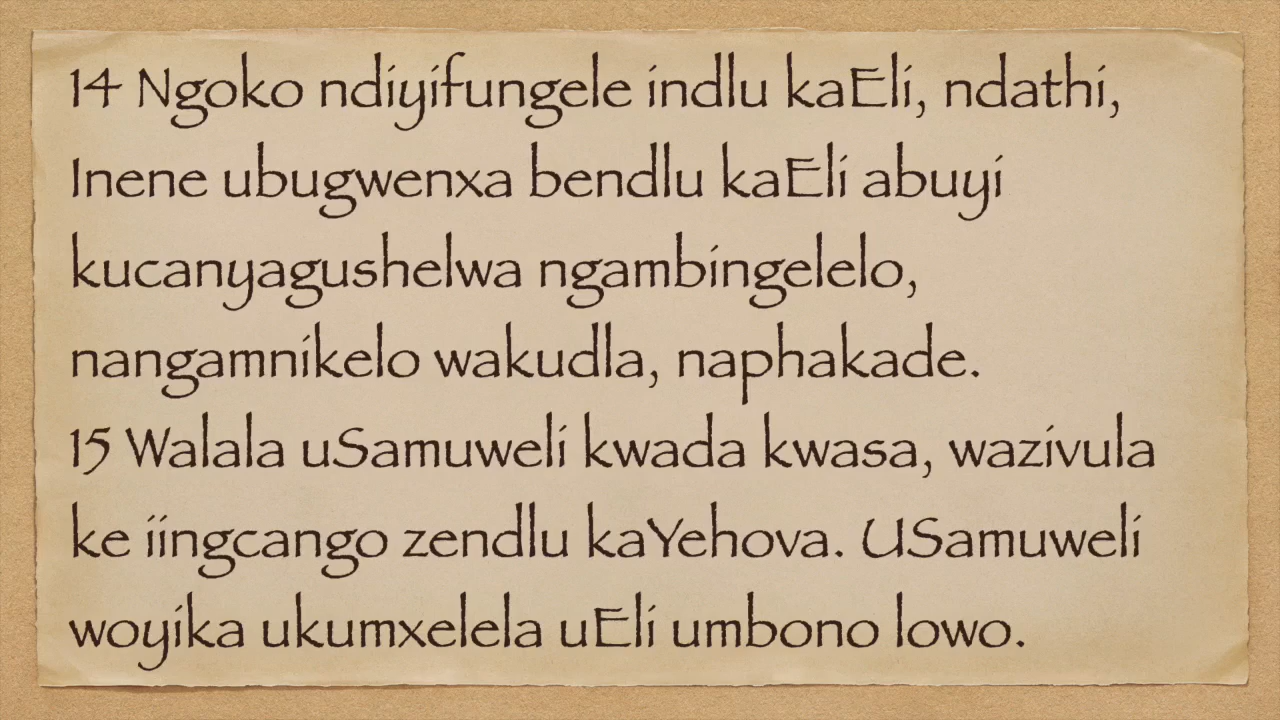 14 Ngoko ndiyifungele indlu kaEli, ndathi,
Inene ubugwenxa bendlu kaEli abuyi
kucanyagushelwa ngambingelelo,
nangamnikelo wakudla, naphakade.
15 Walala uSamuweli kwada kwasa, wazivula
ke iingcango zendlu kaYehova. USamuweli
woyika ukumxelela uEli umbono lowo.